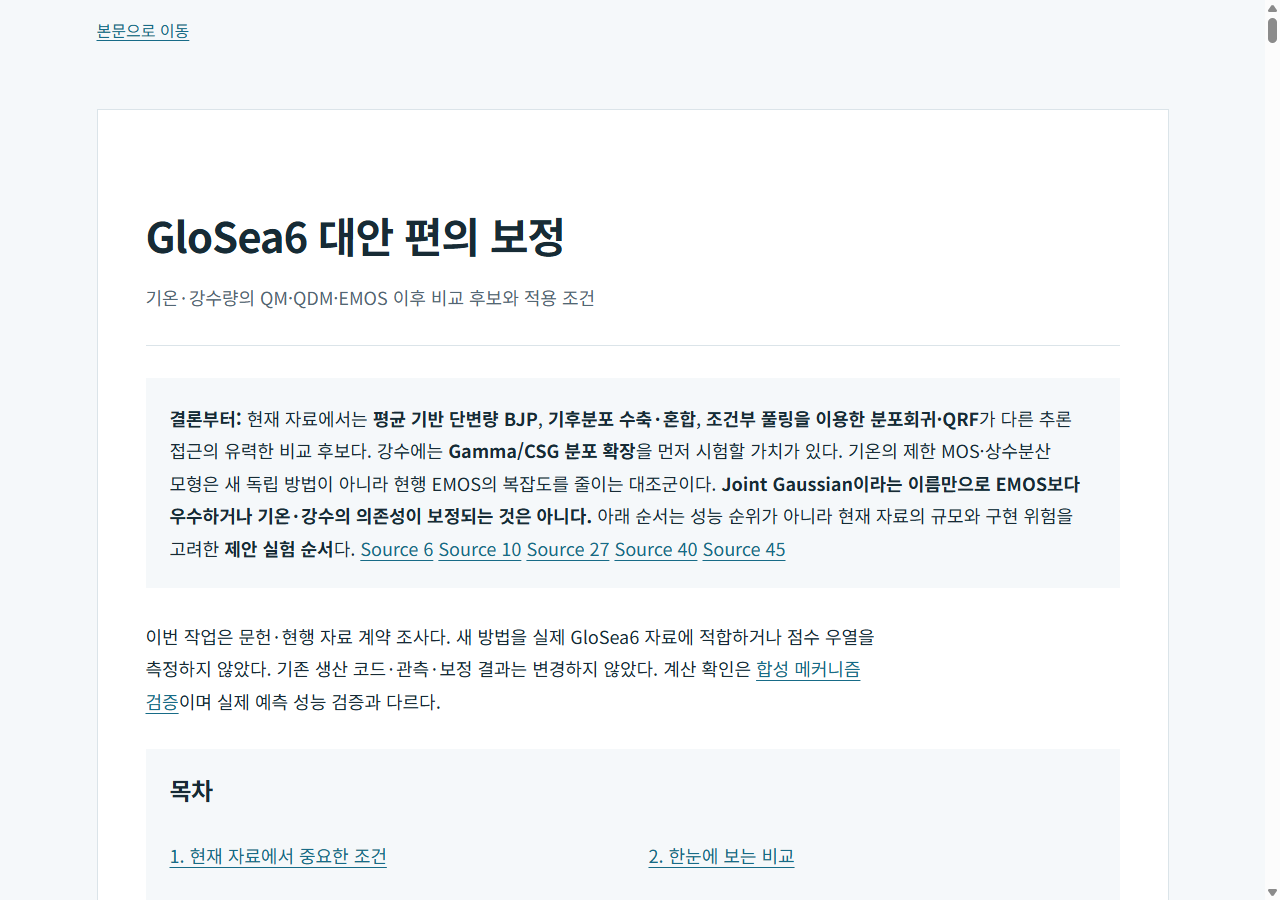 본문으로 이동
GloSea6 대안 편의 보정
기온·강수량의 QM·QDM·EMOS 이후 비교 후보와 적용 조건
결론부터: 현재 자료에서는 평균 기반 단변량 BJP, 기후분포 수축·혼합, 조건부 풀링을 이용한 분포회귀·QRF가 다른 추론
접근의 유력한 비교 후보다. 강수에는 Gamma/CSG 분포 확장을 먼저 시험할 가치가 있다. 기온의 제한 MOS·상수분산
모형은 새 독립 방법이 아니라 현행 EMOS의 복잡도를 줄이는 대조군이다. Joint Gaussian이라는 이름만으로 EMOS보다
우수하거나 기온·강수의 의존성이 보정되는 것은 아니다. 아래 순서는 성능 순위가 아니라 현재 자료의 규모와 구현 위험을
고려한 제안 실험 순서다. Source 6 Source 10 Source 27 Source 40 Source 45
이번 작업은 문헌·현행 자료 계약 조사다. 새 방법을 실제 GloSea6 자료에 적합하거나 점수 우열을
측정하지 않았다. 기존 생산 코드·관측·보정 결과는 변경하지 않았다. 계산 확인은 합성 메커니즘
검증이며 실제 예측 성능 검증과 다르다.
목차
1. 현재 자료에서 중요한 조건
2. 한눈에 보는 비교